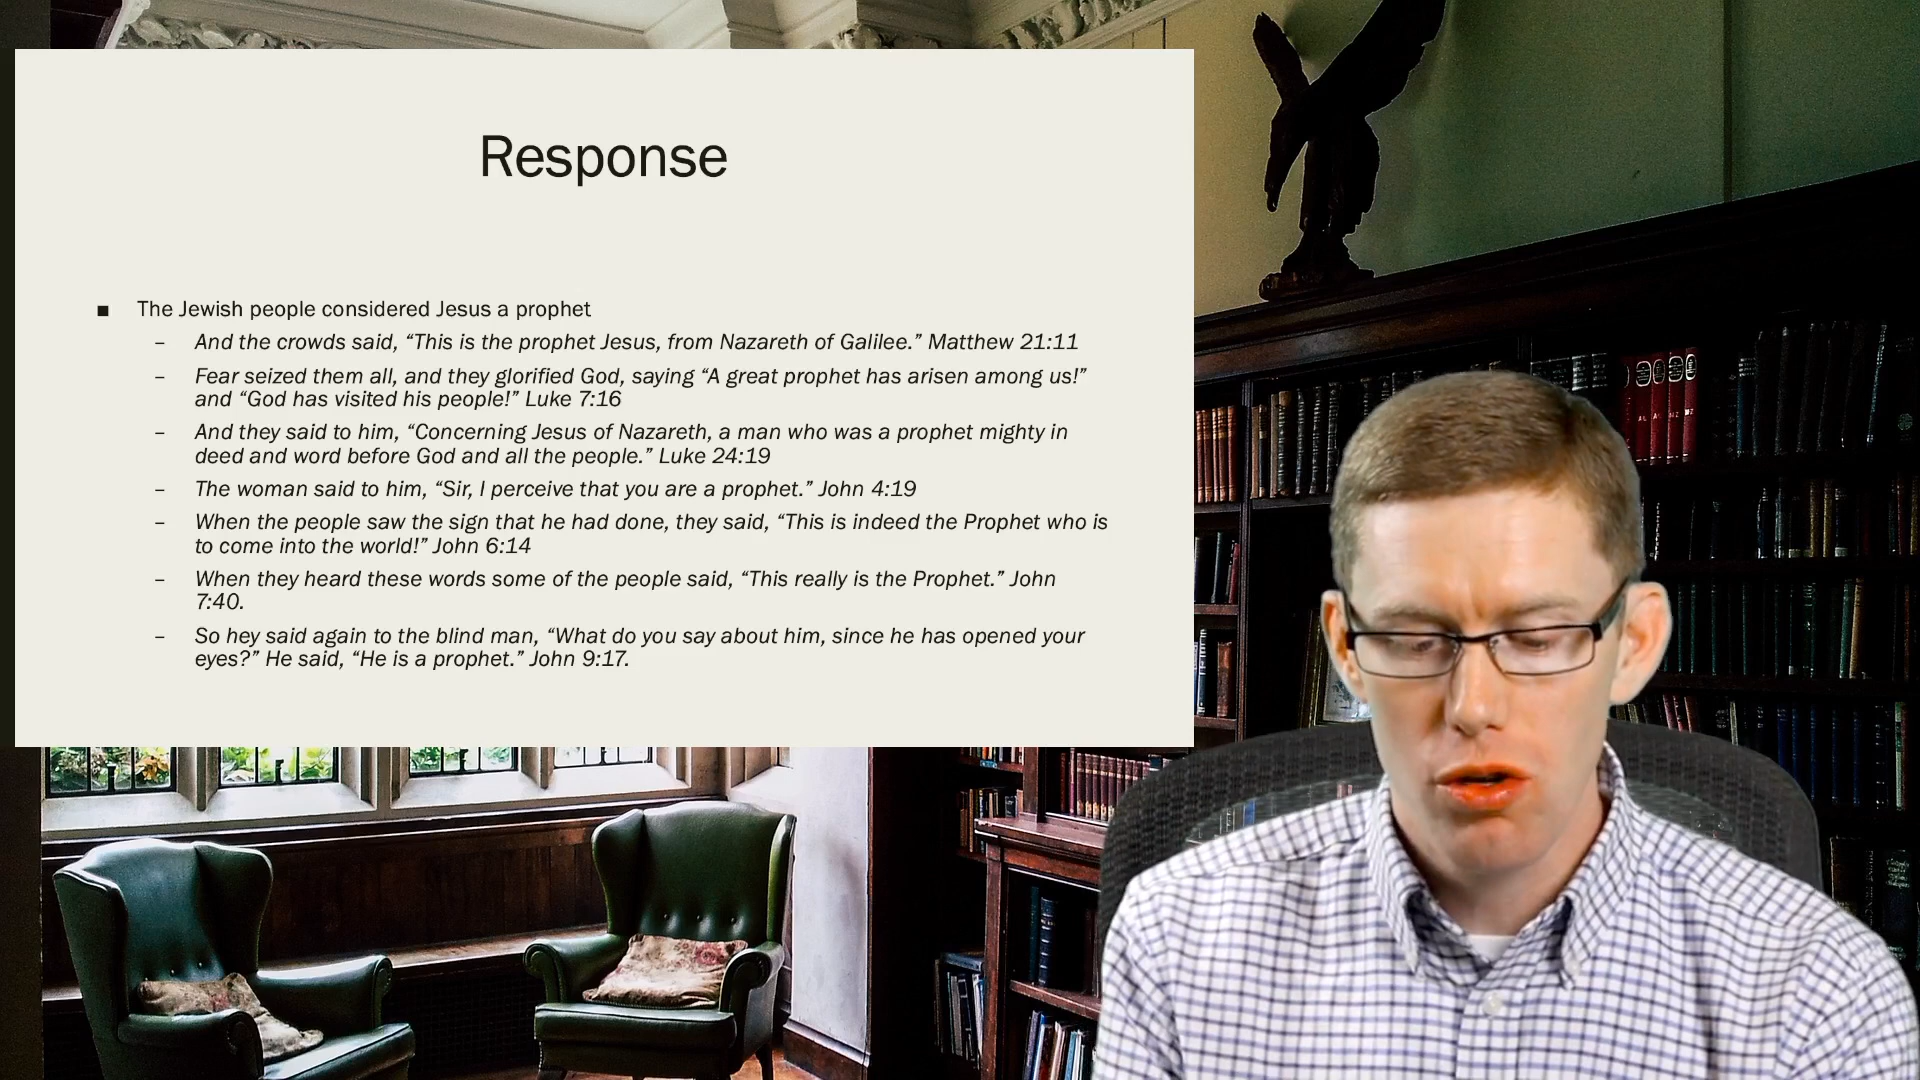 Response
■ The Jewish people considered Jesus a prophet
– And the crowds said, “This is the prophet Jesus, from Nazareth of Galilee.” Matthew 21:11
– Fear seized them all, and they glorified God, saying “A great prophet has arisen among us!”
and “God has visited his people!” Luke 7:16
– And they said to him, “Concerning Jesus of Nazareth, a man who was a prophet mighty in
deed and word before God and all the people.” Luke 24:19
– The woman said to him, “Sir, I perceive that you are a prophet.” John 4:19
– When the people saw the sign that he had done, they said, “This is indeed the Prophet who is
to come into the world!” John 6:14
– When they heard these words some of the people said, “This really is the Prophet.” John
7:40.
– So hey said again to the blind man, “What do you say about him, since he has opened your
eyes?” He said, “He is a prophet.” John 9:17.